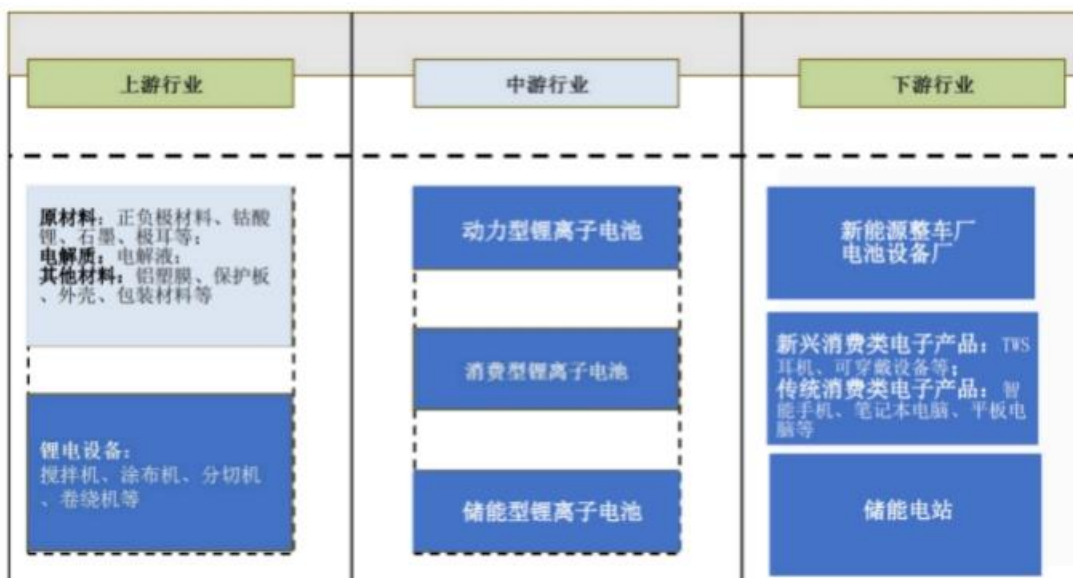 上游行业
中游行业
下游行业
原材料：正负极材料、钴酸
锂、石墨、极耳等；
电解质：电解液；
其他材料：铝塑膜、保护板
、外壳、包装材料等
锂电设备：
搅拌机、涂布机、分切机
、卷绕机等
动力型锂离子电池
消费型锂离子电池
储能型锂离子电池
新能源整车厂
电池设备厂
新兴消费类电子产品：TWS
耳机、可穿戴设备等；
传统消费类电子产品：智
能手机、笔记本电脑、平板电
脑等
储能电站